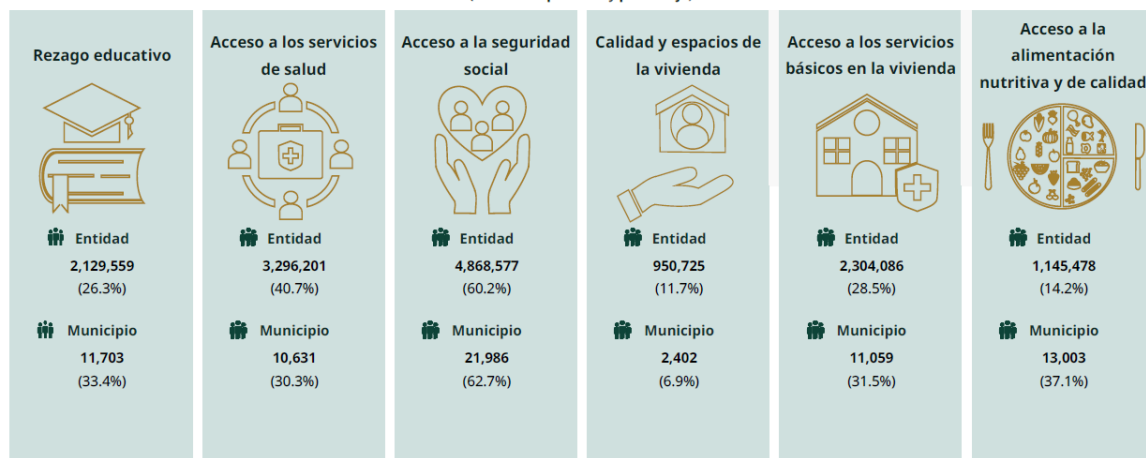 Rezago educativo
Entidad
2,129,559
(26.3%)
Municipio
11,703
(33.4%)
Acceso a los servicios
de salud
Entidad
3,296,201
(40.7%)
Municipio
10,631
(30.3%)
Acceso a la seguridad
social
Entidad
4,868,577
(60.2%)
Municipio
21,986
(62.7%)
Calidad y espacios de
la vivienda
Entidad
950,725
(11.7%)
Municipio
2,402
(6.9%)
Acceso a los servicios
básicos en la vivienda
Entidad
2,304,086
(28.5%)
Municipio
11,059
(31.5%)
Acceso a la
alimentación
nutritiva y de calidad
Entidad
1,145,478
(14.2%)
Municipio
13,003
(37.1%)